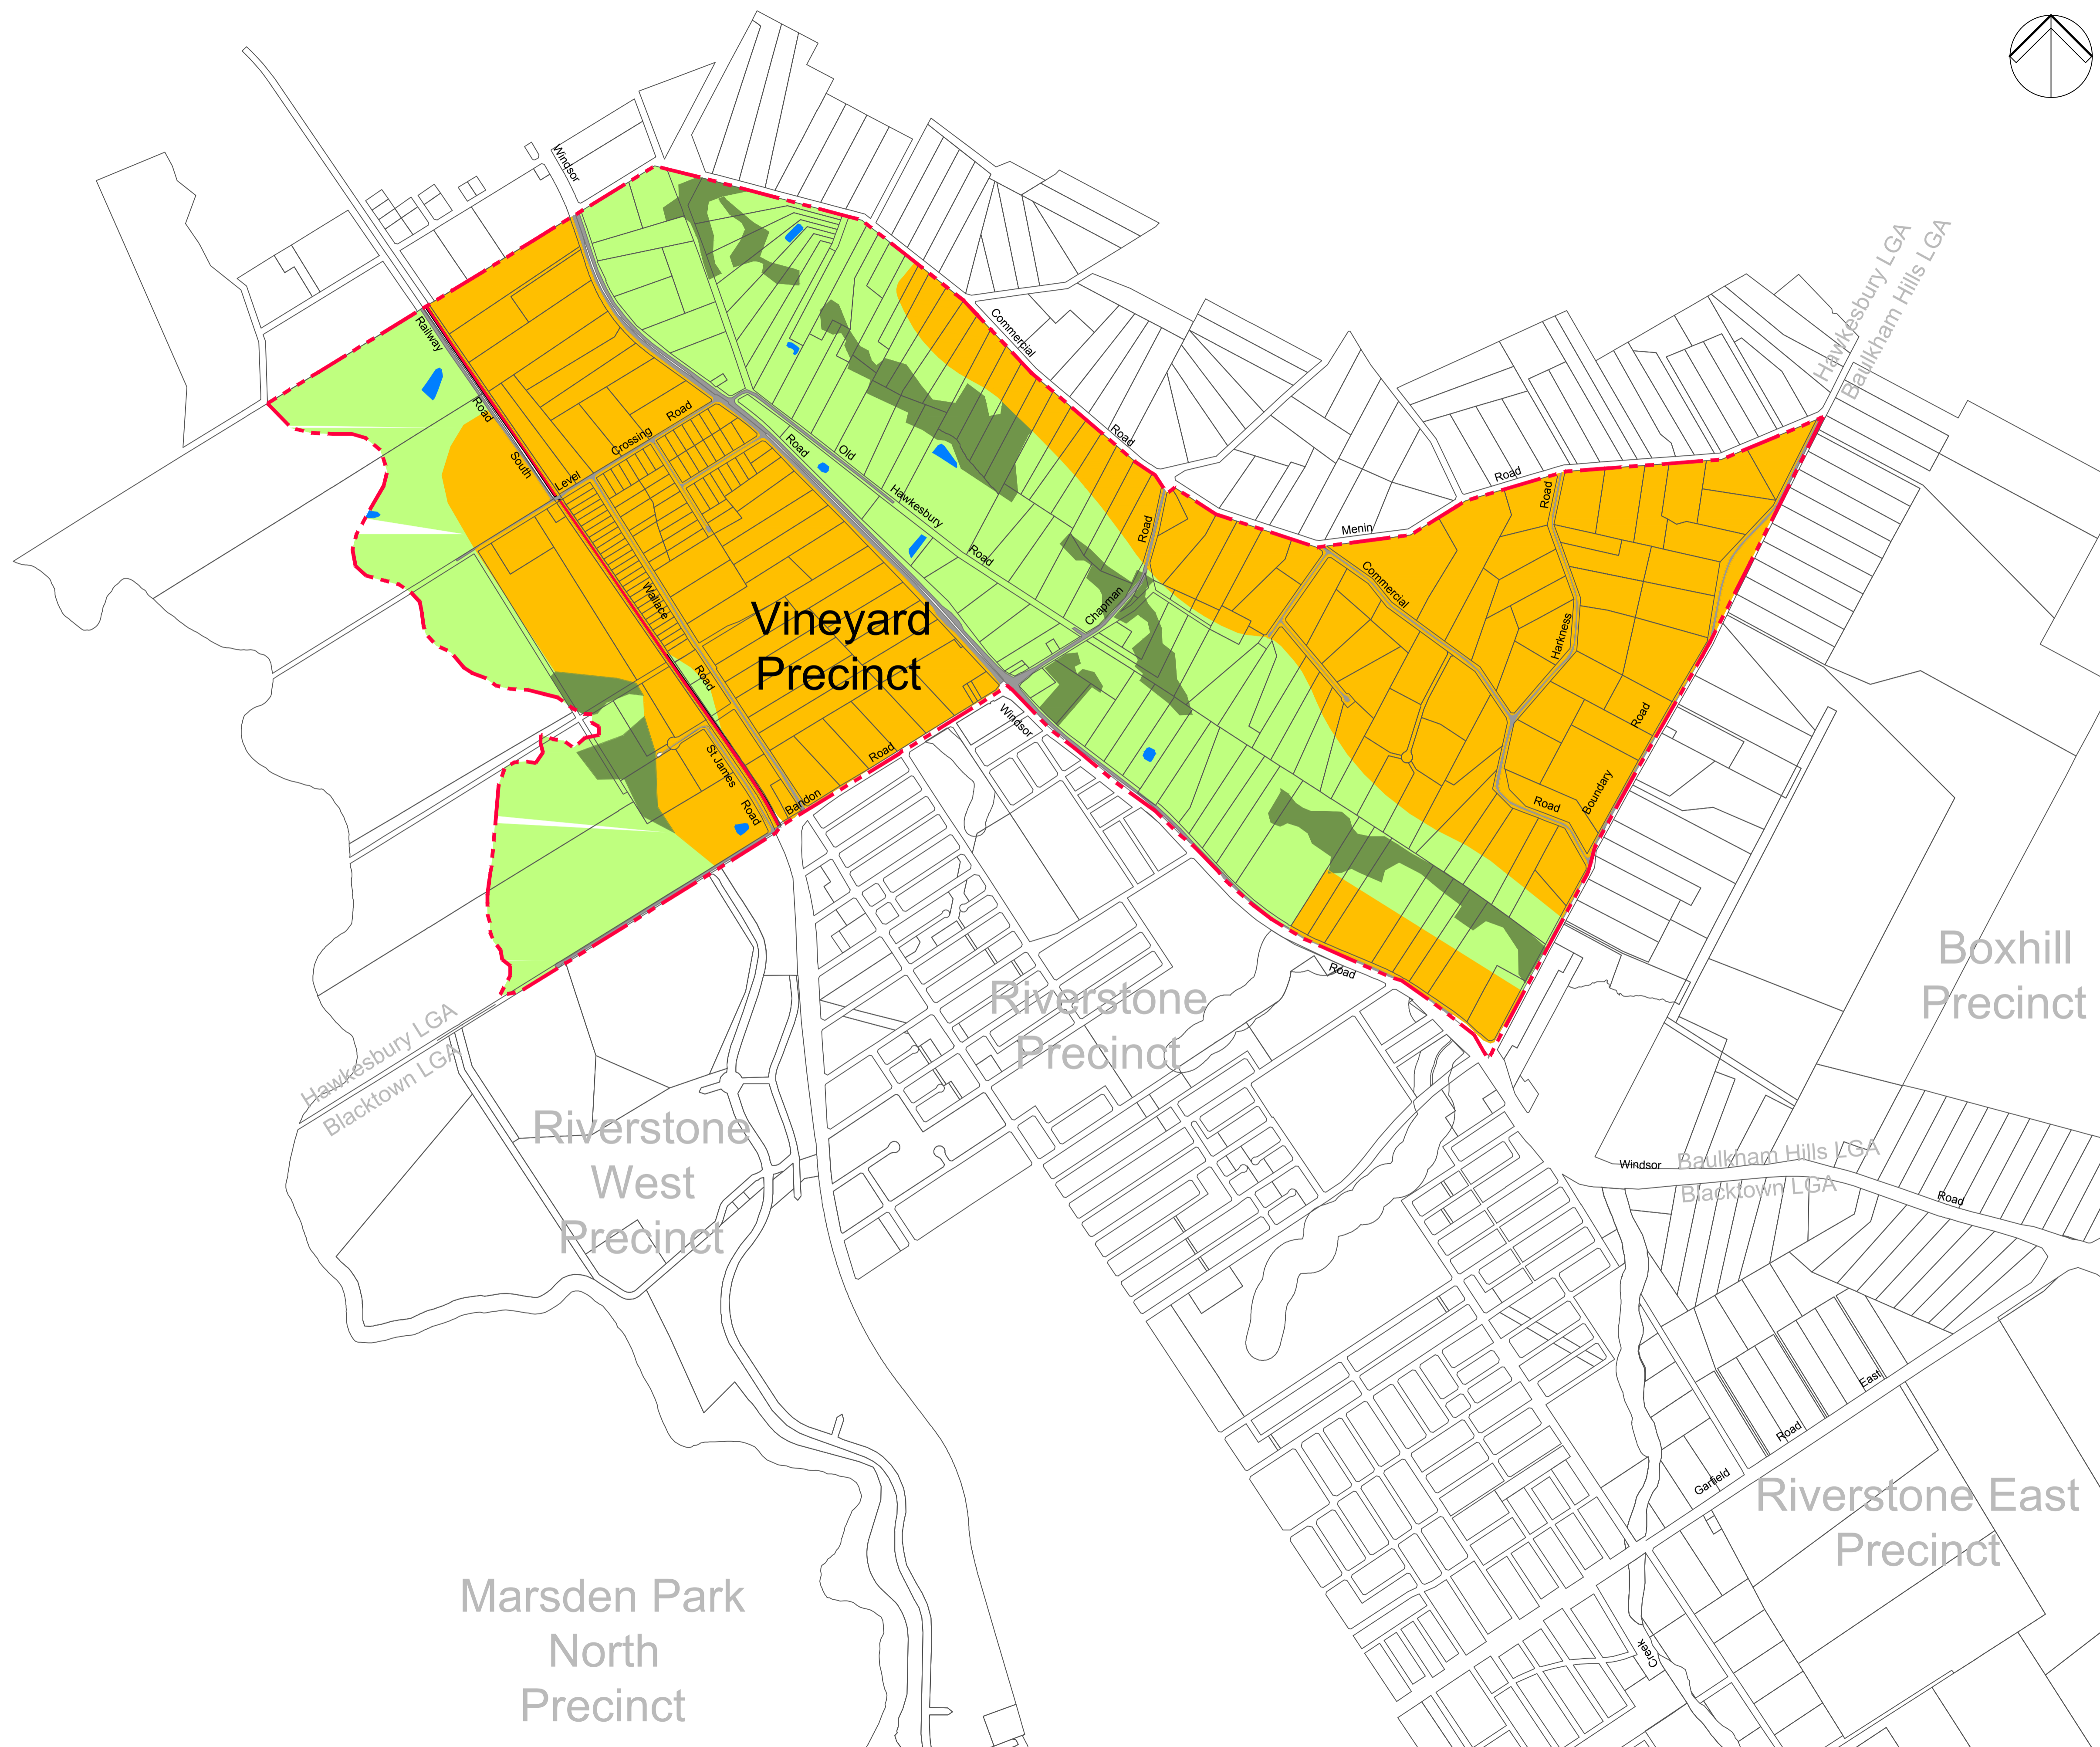 Windsor
Hawkesbury LGA
Baulkham Hills LGA
Railway
Road
South
Commercial
Road
Level
Crossing
Road
Road
Old
Hawkesbury
Road
Road
Menin
Road
Road
Commercial
Chapman
Harkness
Wallace
Road
Vineyard
Precinct
Windsor
Road
Boundary
Road
St James
Road
Bandon
Road
Road
Boxhill
Precinct
Riverstone
Precinct
Hawkesbury LGA
Blacktown LGA
Riverstone
West
Precinct
Windsor
Baulkham Hills LGA
Blacktown LGA
Road
East
Road
Garfield
Riverstone East
Precinct
Marsden Park
North
Precinct
Creek